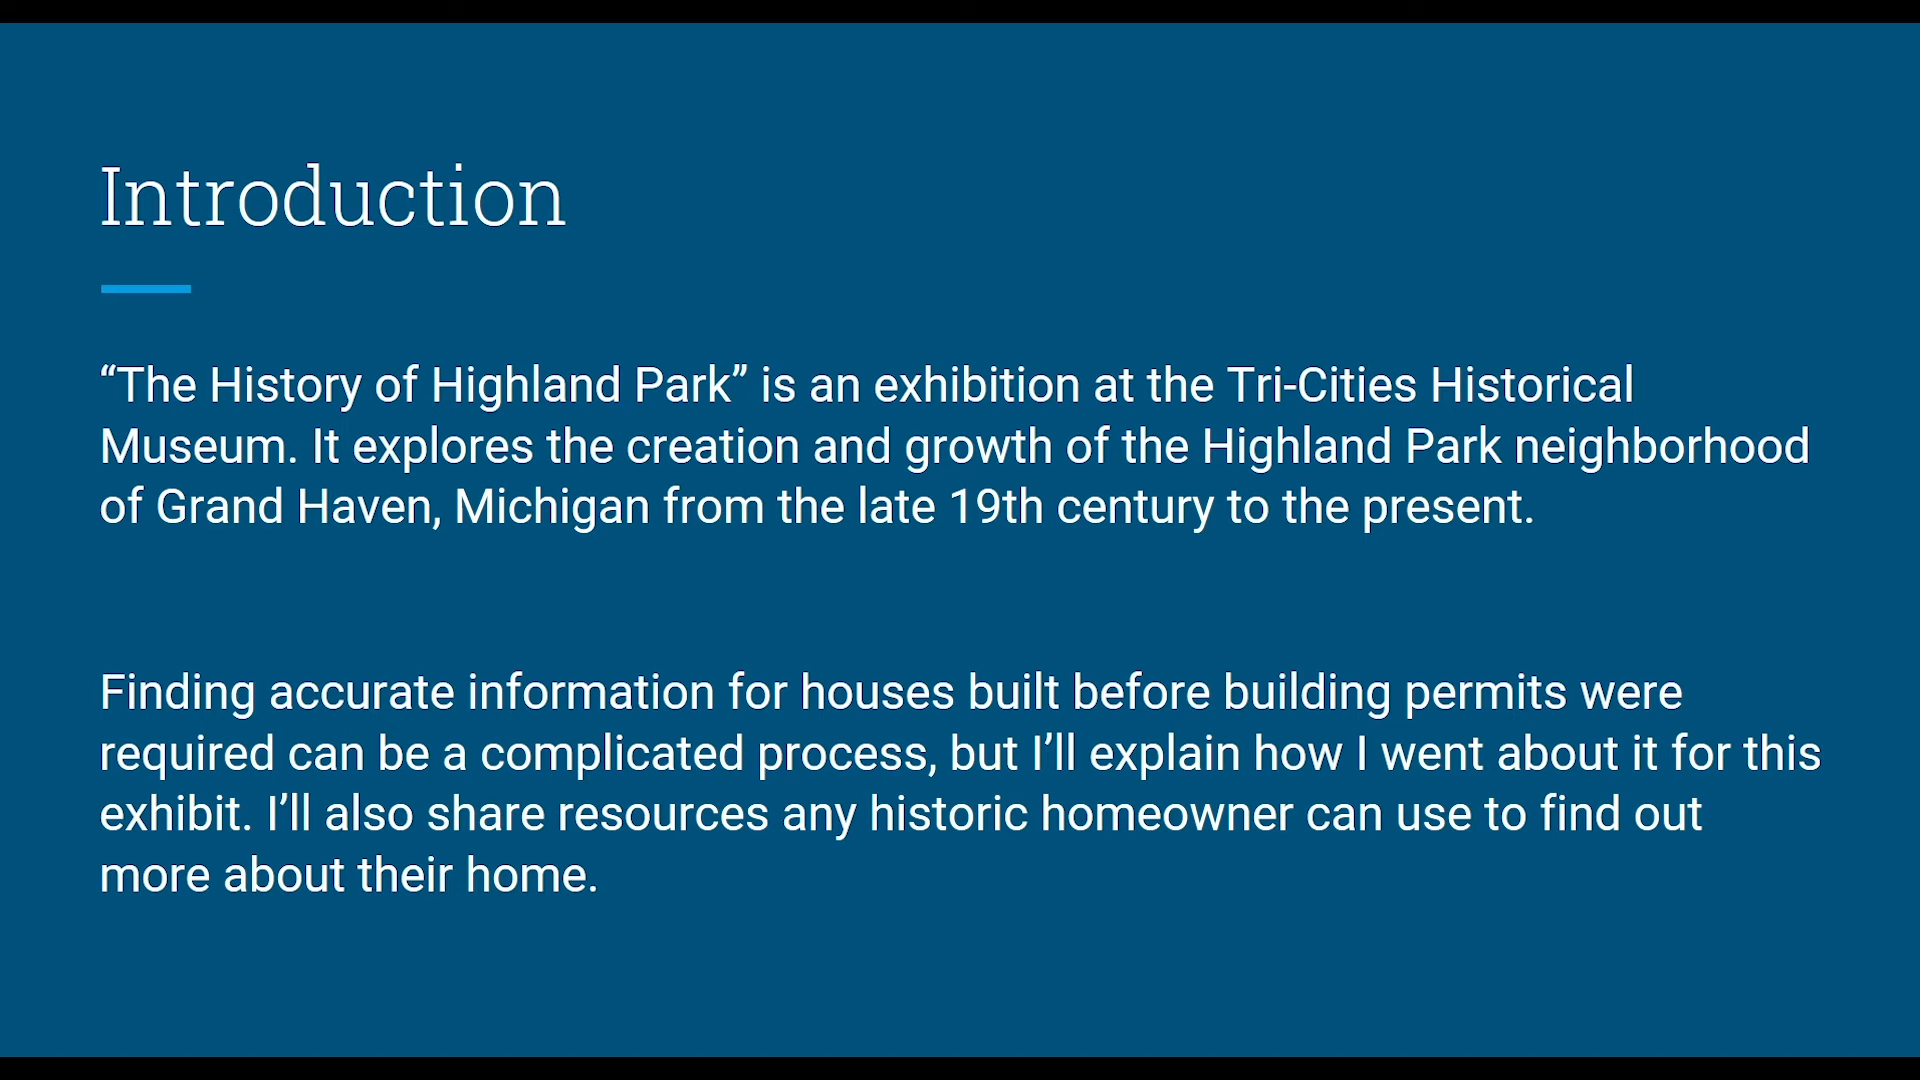 Introduction
“The History of Highland Park” is an exhibition at the Tri-Cities Historical
Museum. It explores the creation and growth of the Highland Park neighborhood
of Grand Haven, Michigan from the late 19th century to the present.
Finding accurate information for houses built before building permits were
required can be a complicated process, but I’ll explain how I went about it for this
exhibit. I’ll also share resources any historic homeowner can use to find out
more about their home.